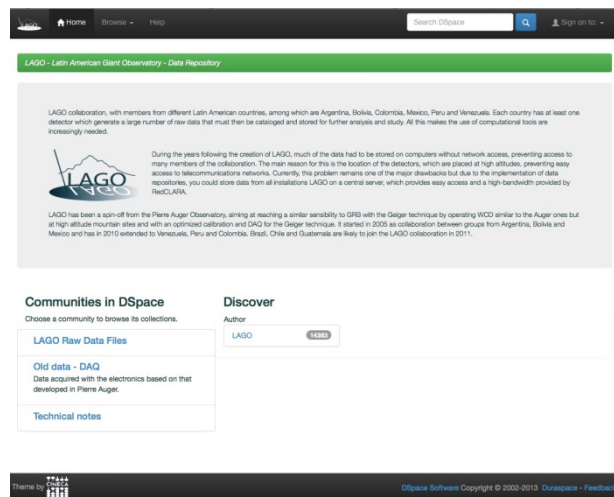 LAGO
Home Browse Help
Search DSpace
Sign on to:
LAGO - Latin American Giant Observatory - Data Repository
LAGO collaboration, with members from different Latin American countries, among which are Argentina, Bolivia, Colombia, Mexico, Peru and Venezuela. Each country has at least one
detector which generate a large number of raw data that must then be cataloged and stored for further analysis and study. All this makes the use of computational tools are
increasingly needed.
During the years following the creation of LAGO, much of the data had to be stored on computers without network access, preventing access to
many members of the collaboration. The main reason for this is the location of the detectors, which are placed at high altitudes, preventing easy
access to telecommunications networks. Currently, this problem remains one of the major drawbacks but due to the implementation of data
repositories, you could store data from all installations LAGO on a central server, which provides easy access and a high-bandwidth provided by
RedCLARA.
LAGO
LAGO has been a spin-off from the Pierre Auger Observatory, aiming at reaching a similar sensibility to GRB with the Geiger technique by operating WCD similar to the Auger ones but
at high altitude mountain sites and with an optimized calibration and DAQ for the Geiger technique. It started in 2005 as collaboration between groups from Argentina, Bolivia and
Mexico and has in 2010 extended to Venezuela, Peru and Colombia. Brazil, Chile and Guatemala are likely to join the LAGO collaboration in 2011.
Communities in DSpace
Choose a community to browse its collections.
LAGO Raw Data Files
Old data - DAQ
Data acquired with the electronics based on that
developed in Pierre Auger.
Technical notes
Discover
Author
LAGO 14383
Theme by CINECA
DSpace Software Copyright © 2002-2013 Duraspace - Feedback